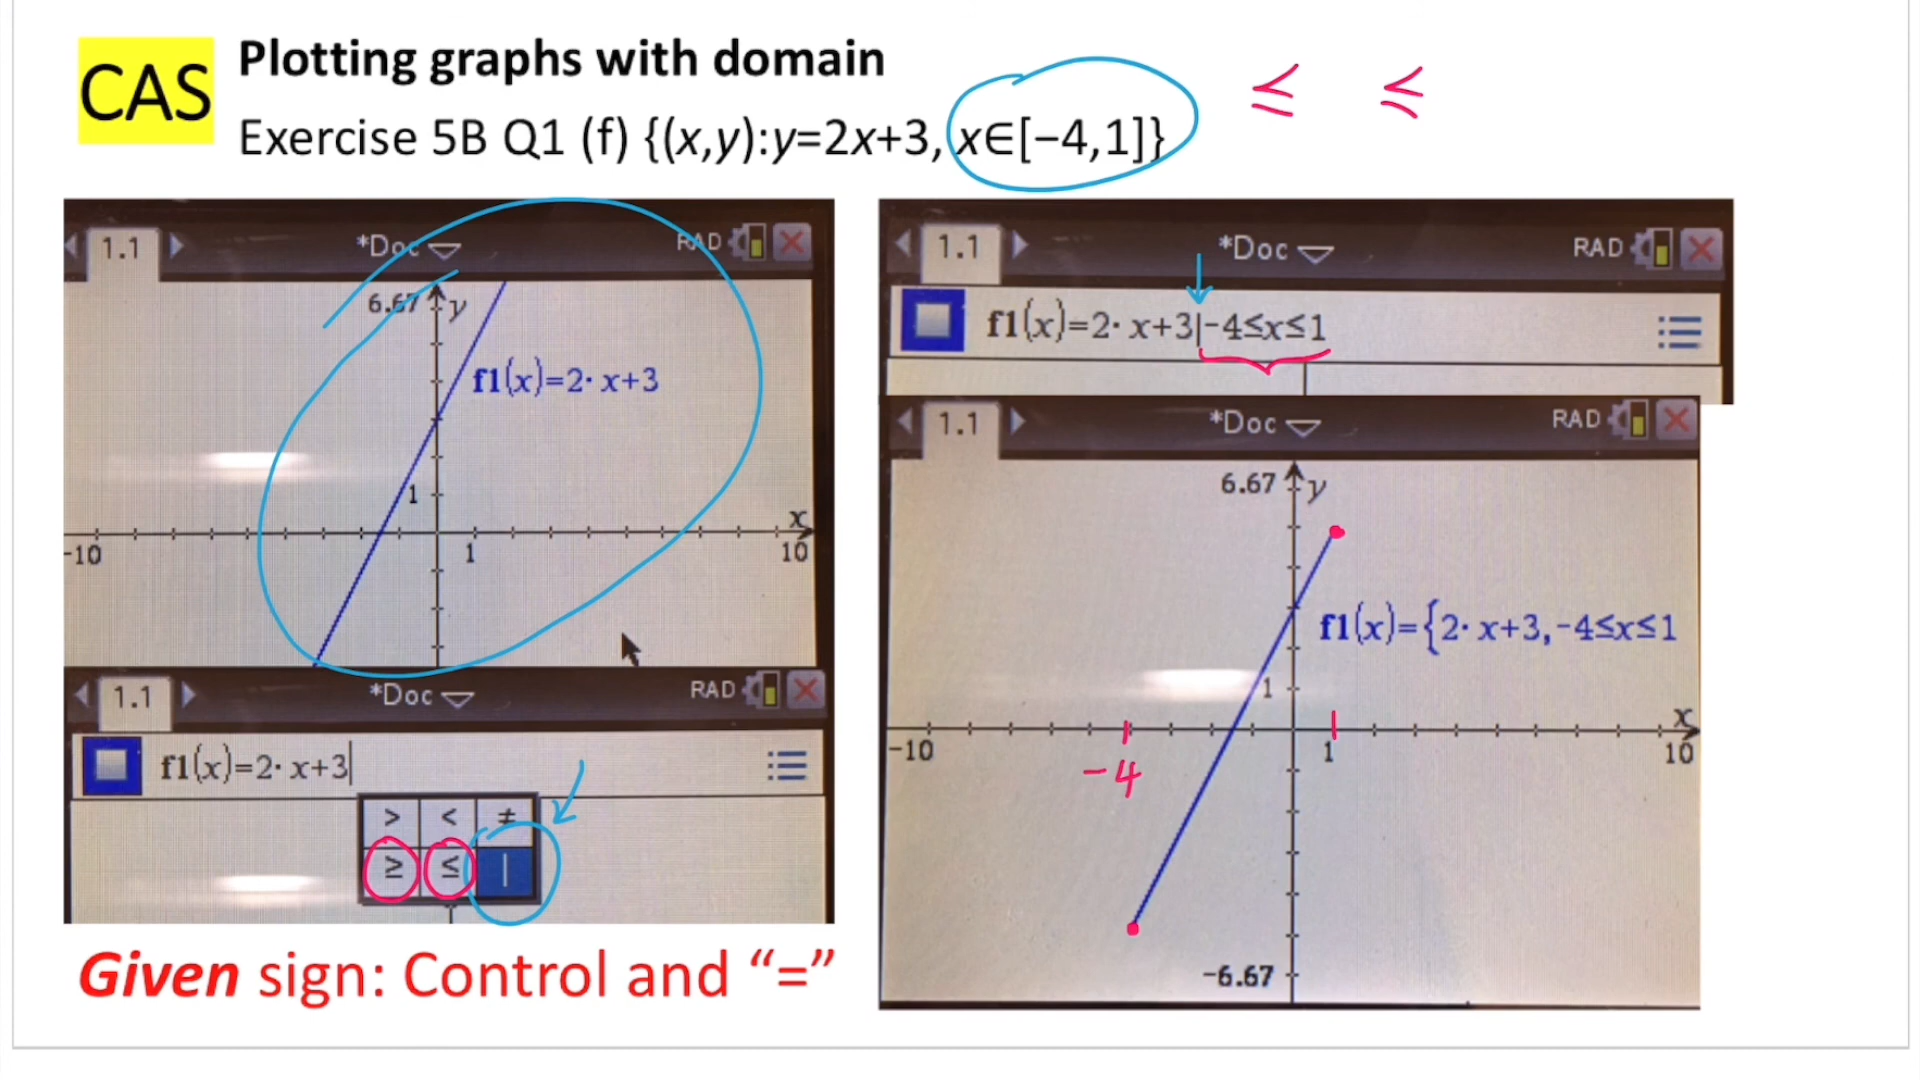 CAS
Plotting graphs with domain
Exercise 5B Q1 (f) {(x,y):y=2x+3, x∈[−4,1]}
≤ ≤
1.1 *Doc RAD
6.67 y
f1(x)=2· x+3
1
x
-10 1 10
1.1 *Doc RAD
f1(x)=2· x+3
> < ≠
≥ ≤ |
Given sign: Control and “=”
1.1 *Doc RAD
f1(x)=2· x+3|-4≤x≤1
1.1 *Doc RAD
6.67 y
f1(x)={2· x+3,-4≤x≤1
1
x
-10 1 10
-4
-6.67